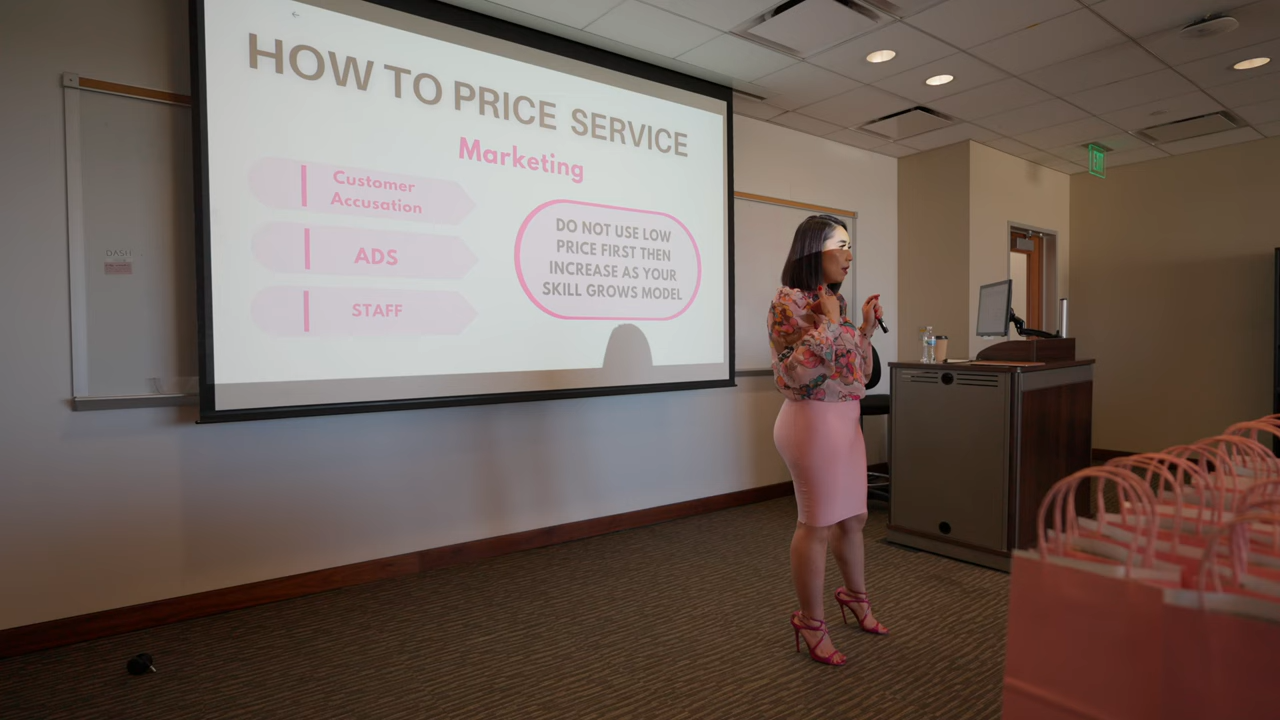 HOW TO PRICE SERVICE
Marketing
Customer
Accusation
ADS
STAFF
DO NOT USE LOW
PRICE FIRST THEN
INCREASE AS YOUR
SKILL GROWS MODEL
EXIT